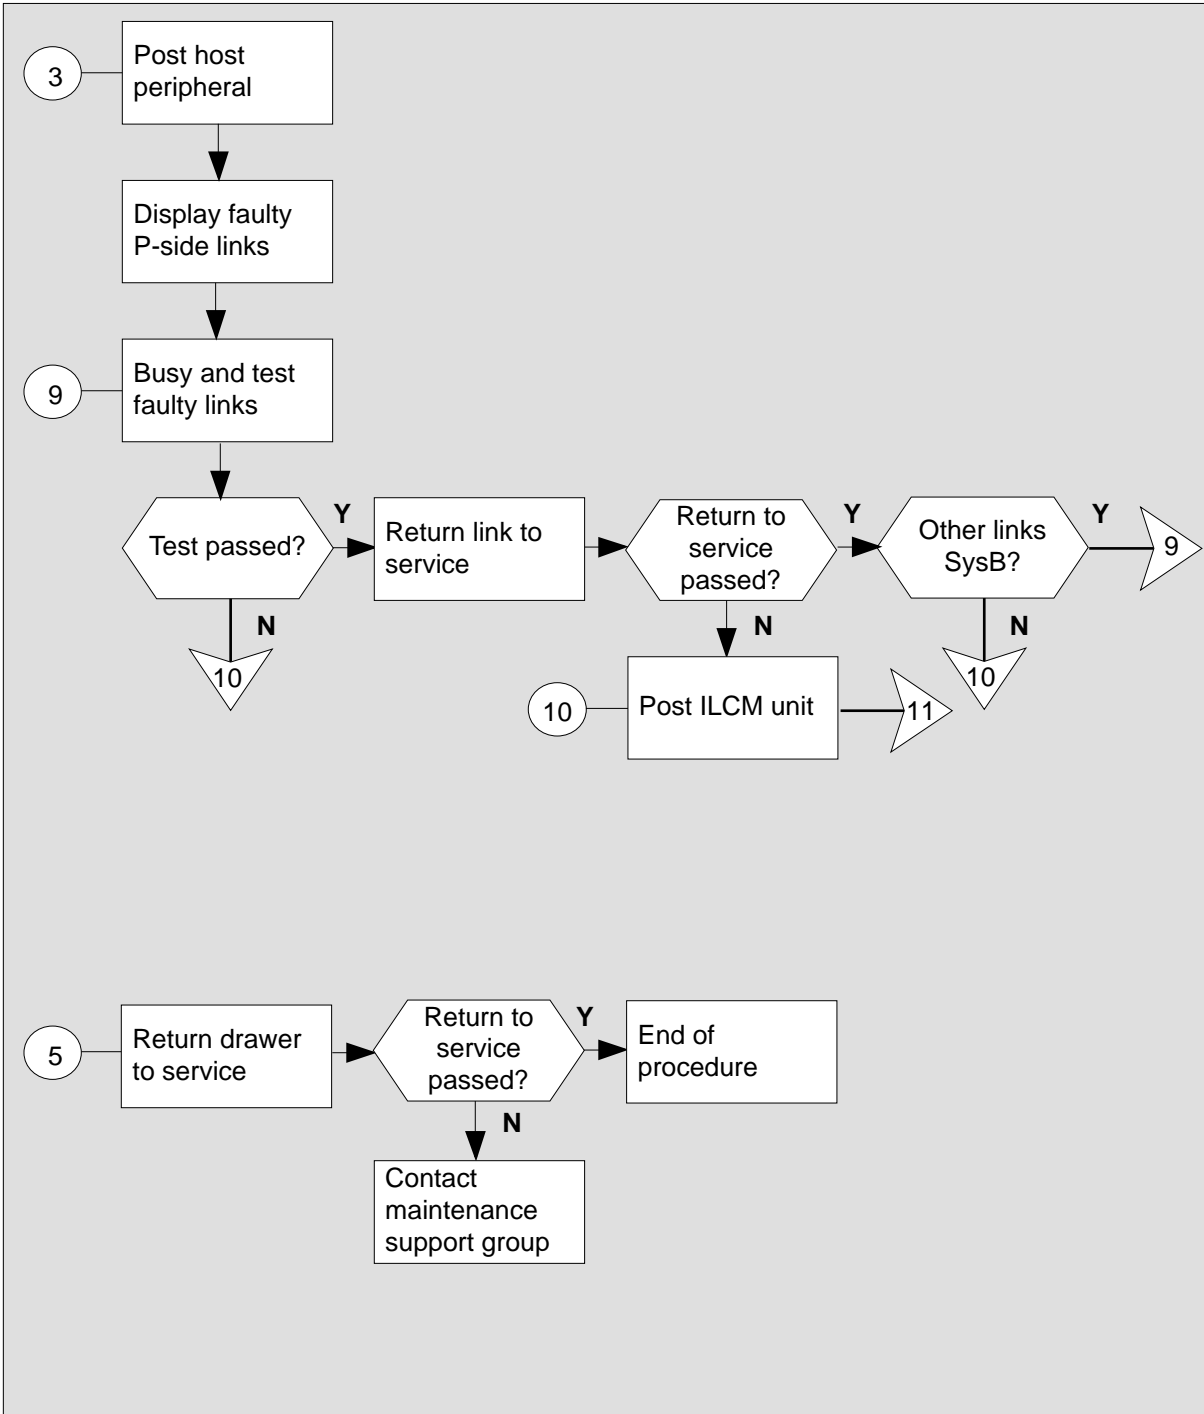 3
Post host
peripheral
Display faulty
P-side links
9
Busy and test
faulty links
Test passed?
Y
N
10
Return link to
service
Return to
service
passed?
Y
N
Other links
SysB?
Y
9
N
10
10
Post ILCM unit
11
5
Return drawer
to service
Return to
service
passed?
Y
N
End of
procedure
Contact
maintenance
support group